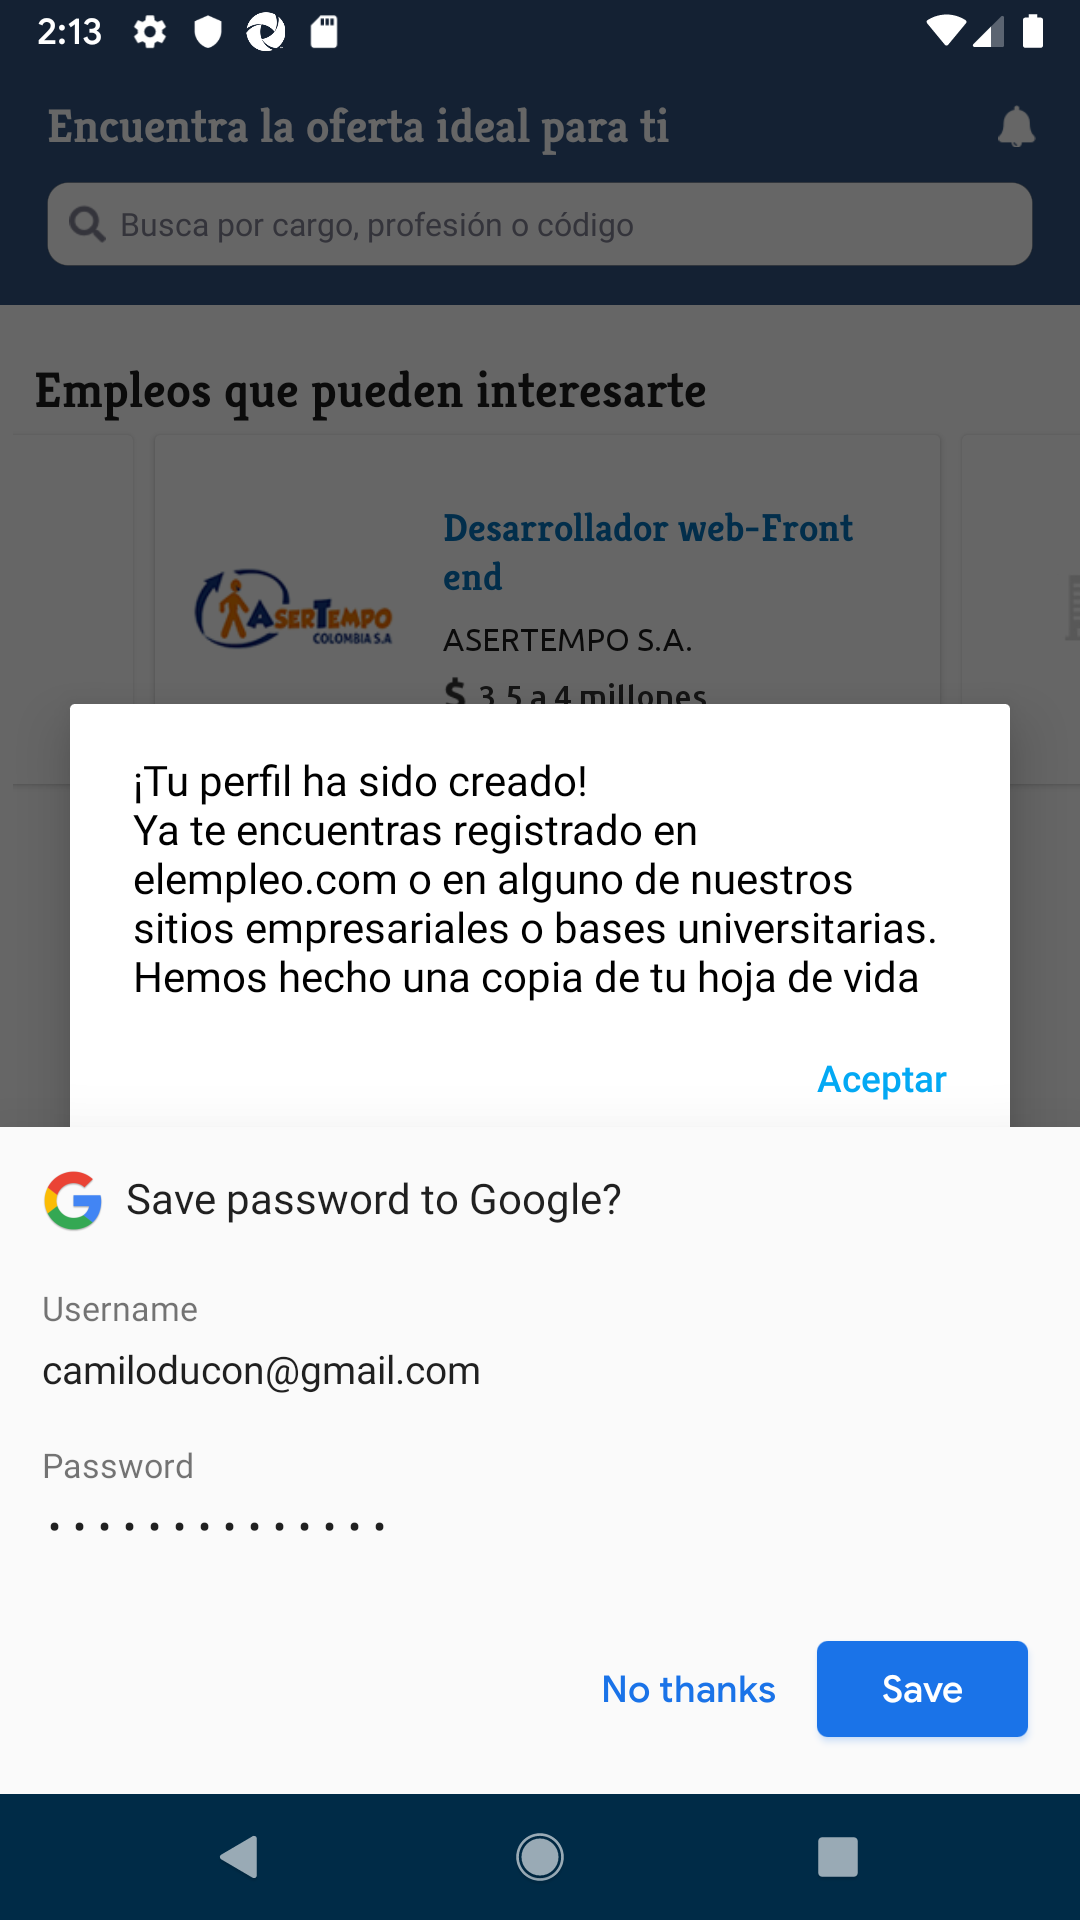 2:13
Encuentra la oferta ideal para ti
Busca por cargo, profesión o código
Empleos que pueden interesarte
Desarrollador web-Front
end
ASERTEMPO
COLOMBIA S.A
ASERTEMPO S.A.
$ 3,5 a 4 millones
¡Tu perfil ha sido creado!
Ya te encuentras registrado en
elempleo.com o en alguno de nuestros
sitios empresariales o bases universitarias.
Hemos hecho una copia de tu hoja de vida
Aceptar
Save password to Google?
Username
camiloducon@gmail.com
Password
••••••••••••••
No thanks
Save